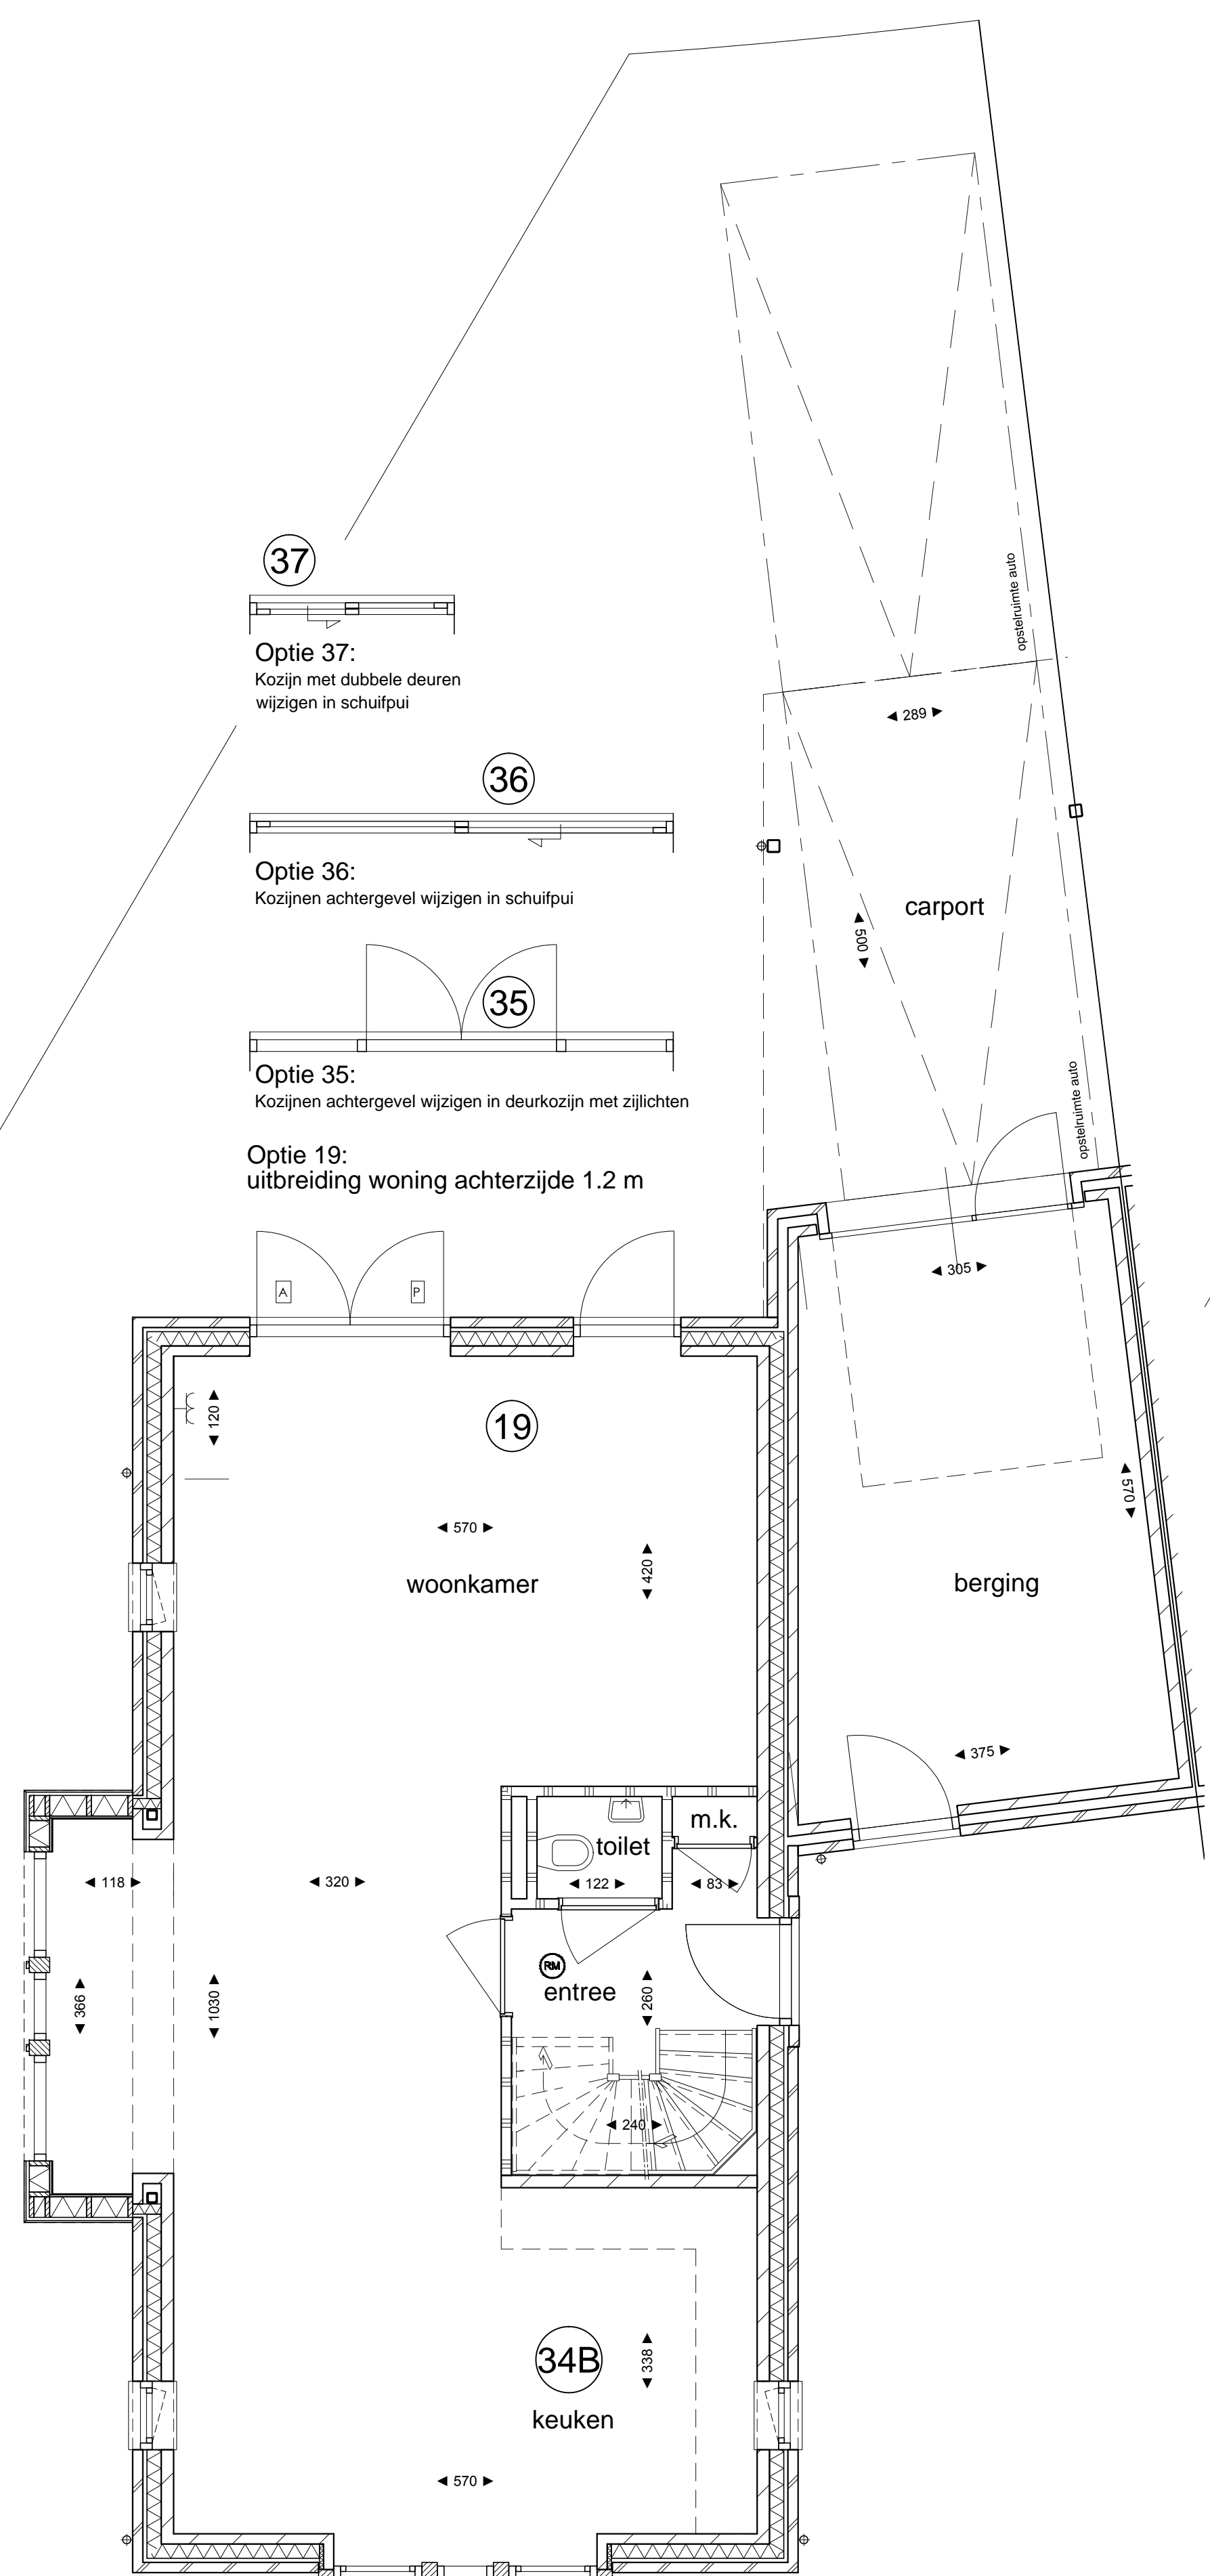 37
Optie 37:
Kozijn met dubbele deuren
wijzigen in schuifpui
opstelruimte auto
289
36
Optie 36:
Kozijnen achtergevel wijzigen in schuifpui
carport
500
35
Optie 35:
Kozijnen achtergevel wijzigen in deurkozijn met zijlichten
opstelruimte auto
Optie 19:
uitbreiding woning achterzijde 1.2 m
305
A
P
120
19
570
570
420
woonkamer
berging
375
m.k.
toilet
118
320
122
83
RM
entree
366
1030
260
240
34B
338
keuken
570